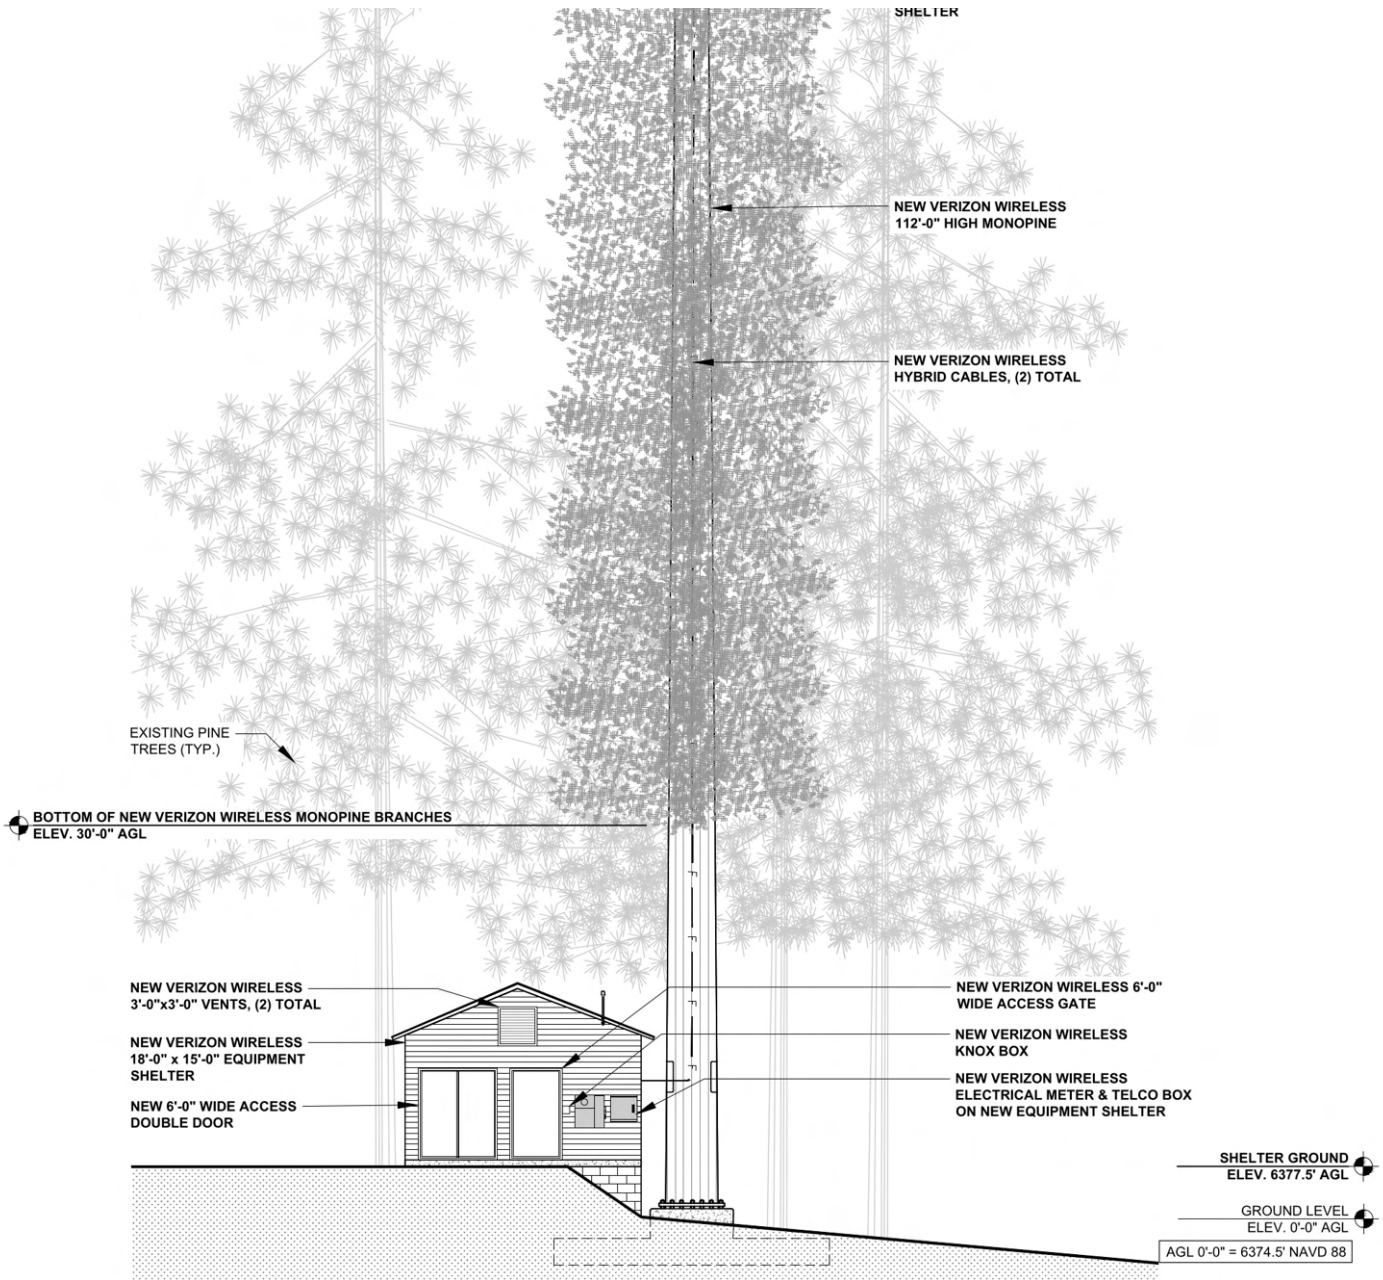 SHELTER
NEW VERIZON WIRELESS
112'-0" HIGH MONOPINE
NEW VERIZON WIRELESS
HYBRID CABLES, (2) TOTAL
EXISTING PINE
TREES (TYP.)
BOTTOM OF NEW VERIZON WIRELESS MONOPINE BRANCHES
ELEV. 30'-0" AGL
NEW VERIZON WIRELESS
3'-0"x3'-0" VENTS, (2) TOTAL
NEW VERIZON WIRELESS
18'-0" x 15'-0" EQUIPMENT
SHELTER
NEW 6'-0" WIDE ACCESS
DOUBLE DOOR
NEW VERIZON WIRELESS 6'-0"
WIDE ACCESS GATE
NEW VERIZON WIRELESS
KNOX BOX
NEW VERIZON WIRELESS
ELECTRICAL METER & TELCO BOX
ON NEW EQUIPMENT SHELTER
SHELTER GROUND
ELEV. 6377.5' AGL
GROUND LEVEL
ELEV. 0'-0" AGL
AGL 0'-0" = 6374.5' NAVD 88